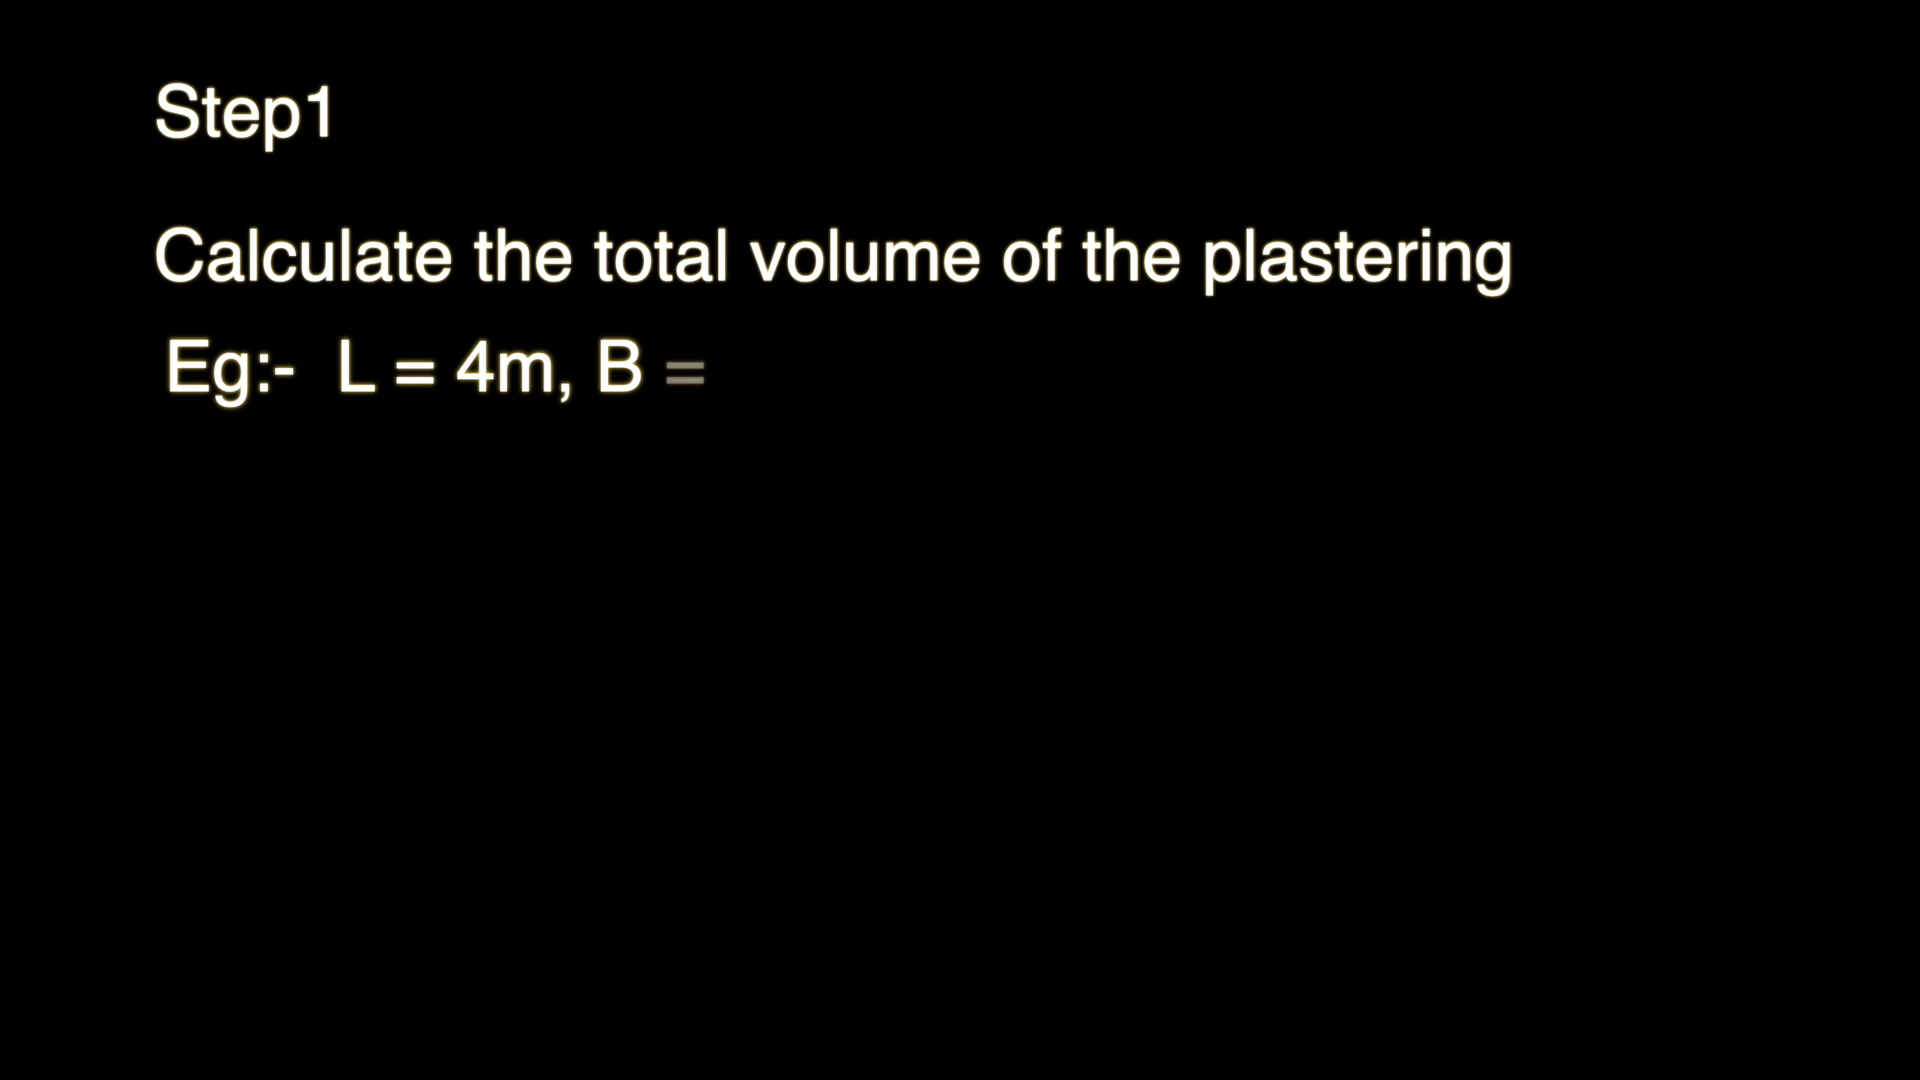 Step1
Calculate the total volume of the plastering
Eg:- L = 4m, B =